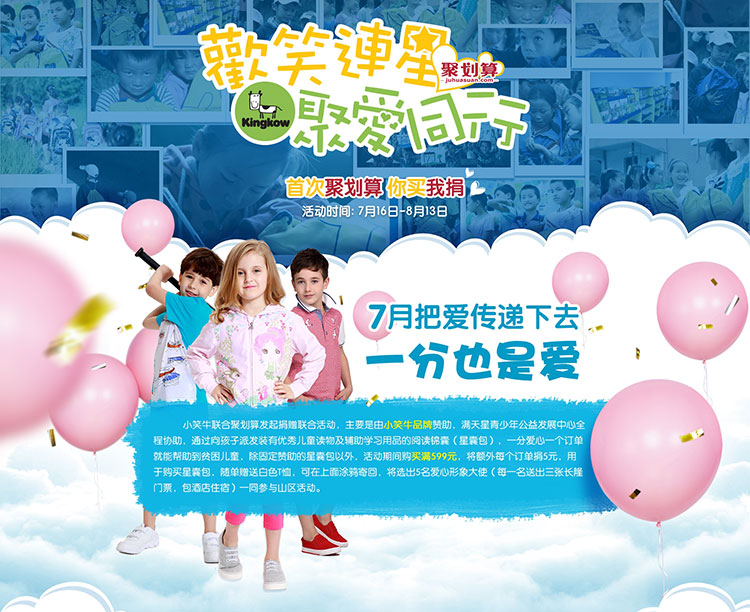 歡笑連星
聚划算
juhuasuan.com
Kingkow
聚愛同行
首次聚划算 你买我捐
活动时间: 7月16日-8月13日
7月把爱传递下去
一分也是爱
小笑牛联合聚划算发起捐赠联合活动，主要是由小笑牛品牌赞助，满天星青少年公益发展中心全
程协助，通过向孩子派发装有优秀儿童读物及辅助学习用品的阅读锦囊（星囊包），一分爱心一个订单
就能帮助到贫困儿童，除固定赞助的星囊包以外，活动期间购买满599元，将额外每个订单捐5元，用
于购买星囊包，随单赠送白色T恤，可在上面涂鸦寄回，将选出5名爱心形象大使（每一名送出三张长隆
门票，包酒店住宿）一同参与山区活动。